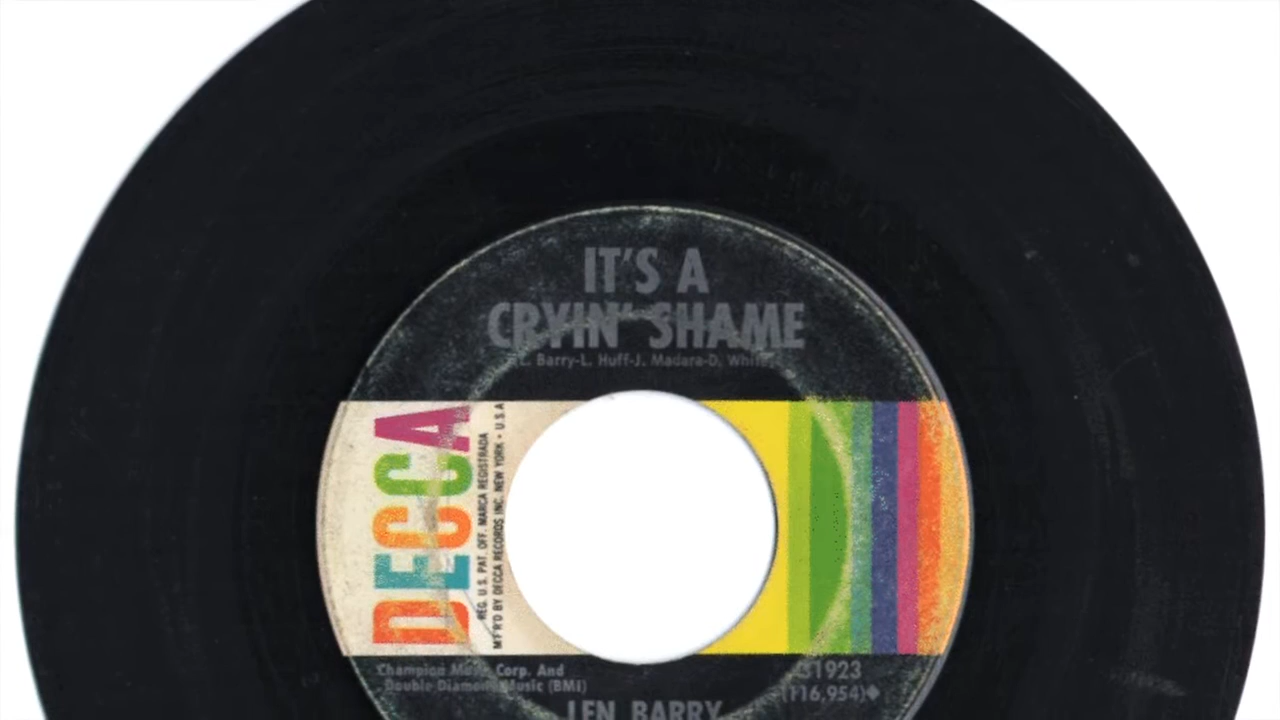 IT'S A
CRYIN' SHAME
L. Barry-L. Huff-J. Madara-D. White
DECCA
REG. U.S. PAT. OFF. MARCA REGISTRADA
M'F'R'D BY DECCA RECORDS INC. NEW YORK • U.S.A
Champion Music Corp. And
Double Diamond Music (BMI)
31923
(116,954)◆
LEN BARRY